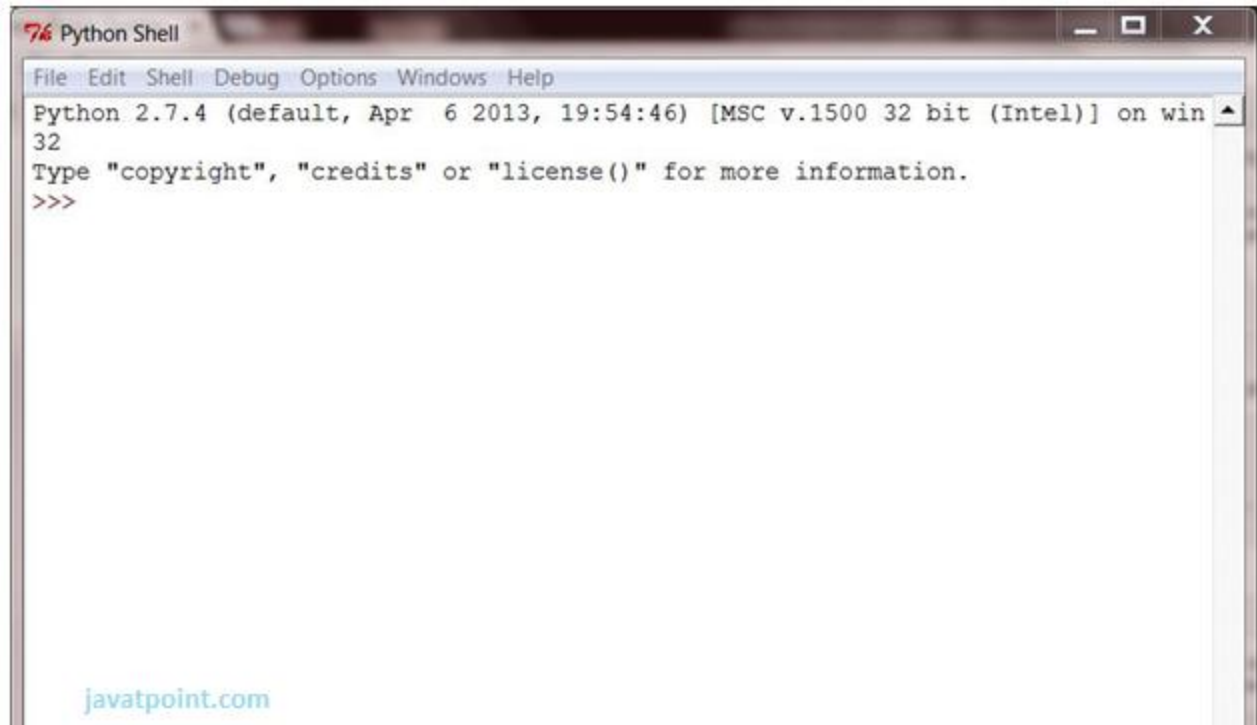 Python Shell
File Edit Shell Debug Options Windows Help
Python 2.7.4 (default, Apr  6 2013, 19:54:46) [MSC v.1500 32 bit (Intel)] on win
32
Type "copyright", "credits" or "license()" for more information.
>>>
javatpoint.com